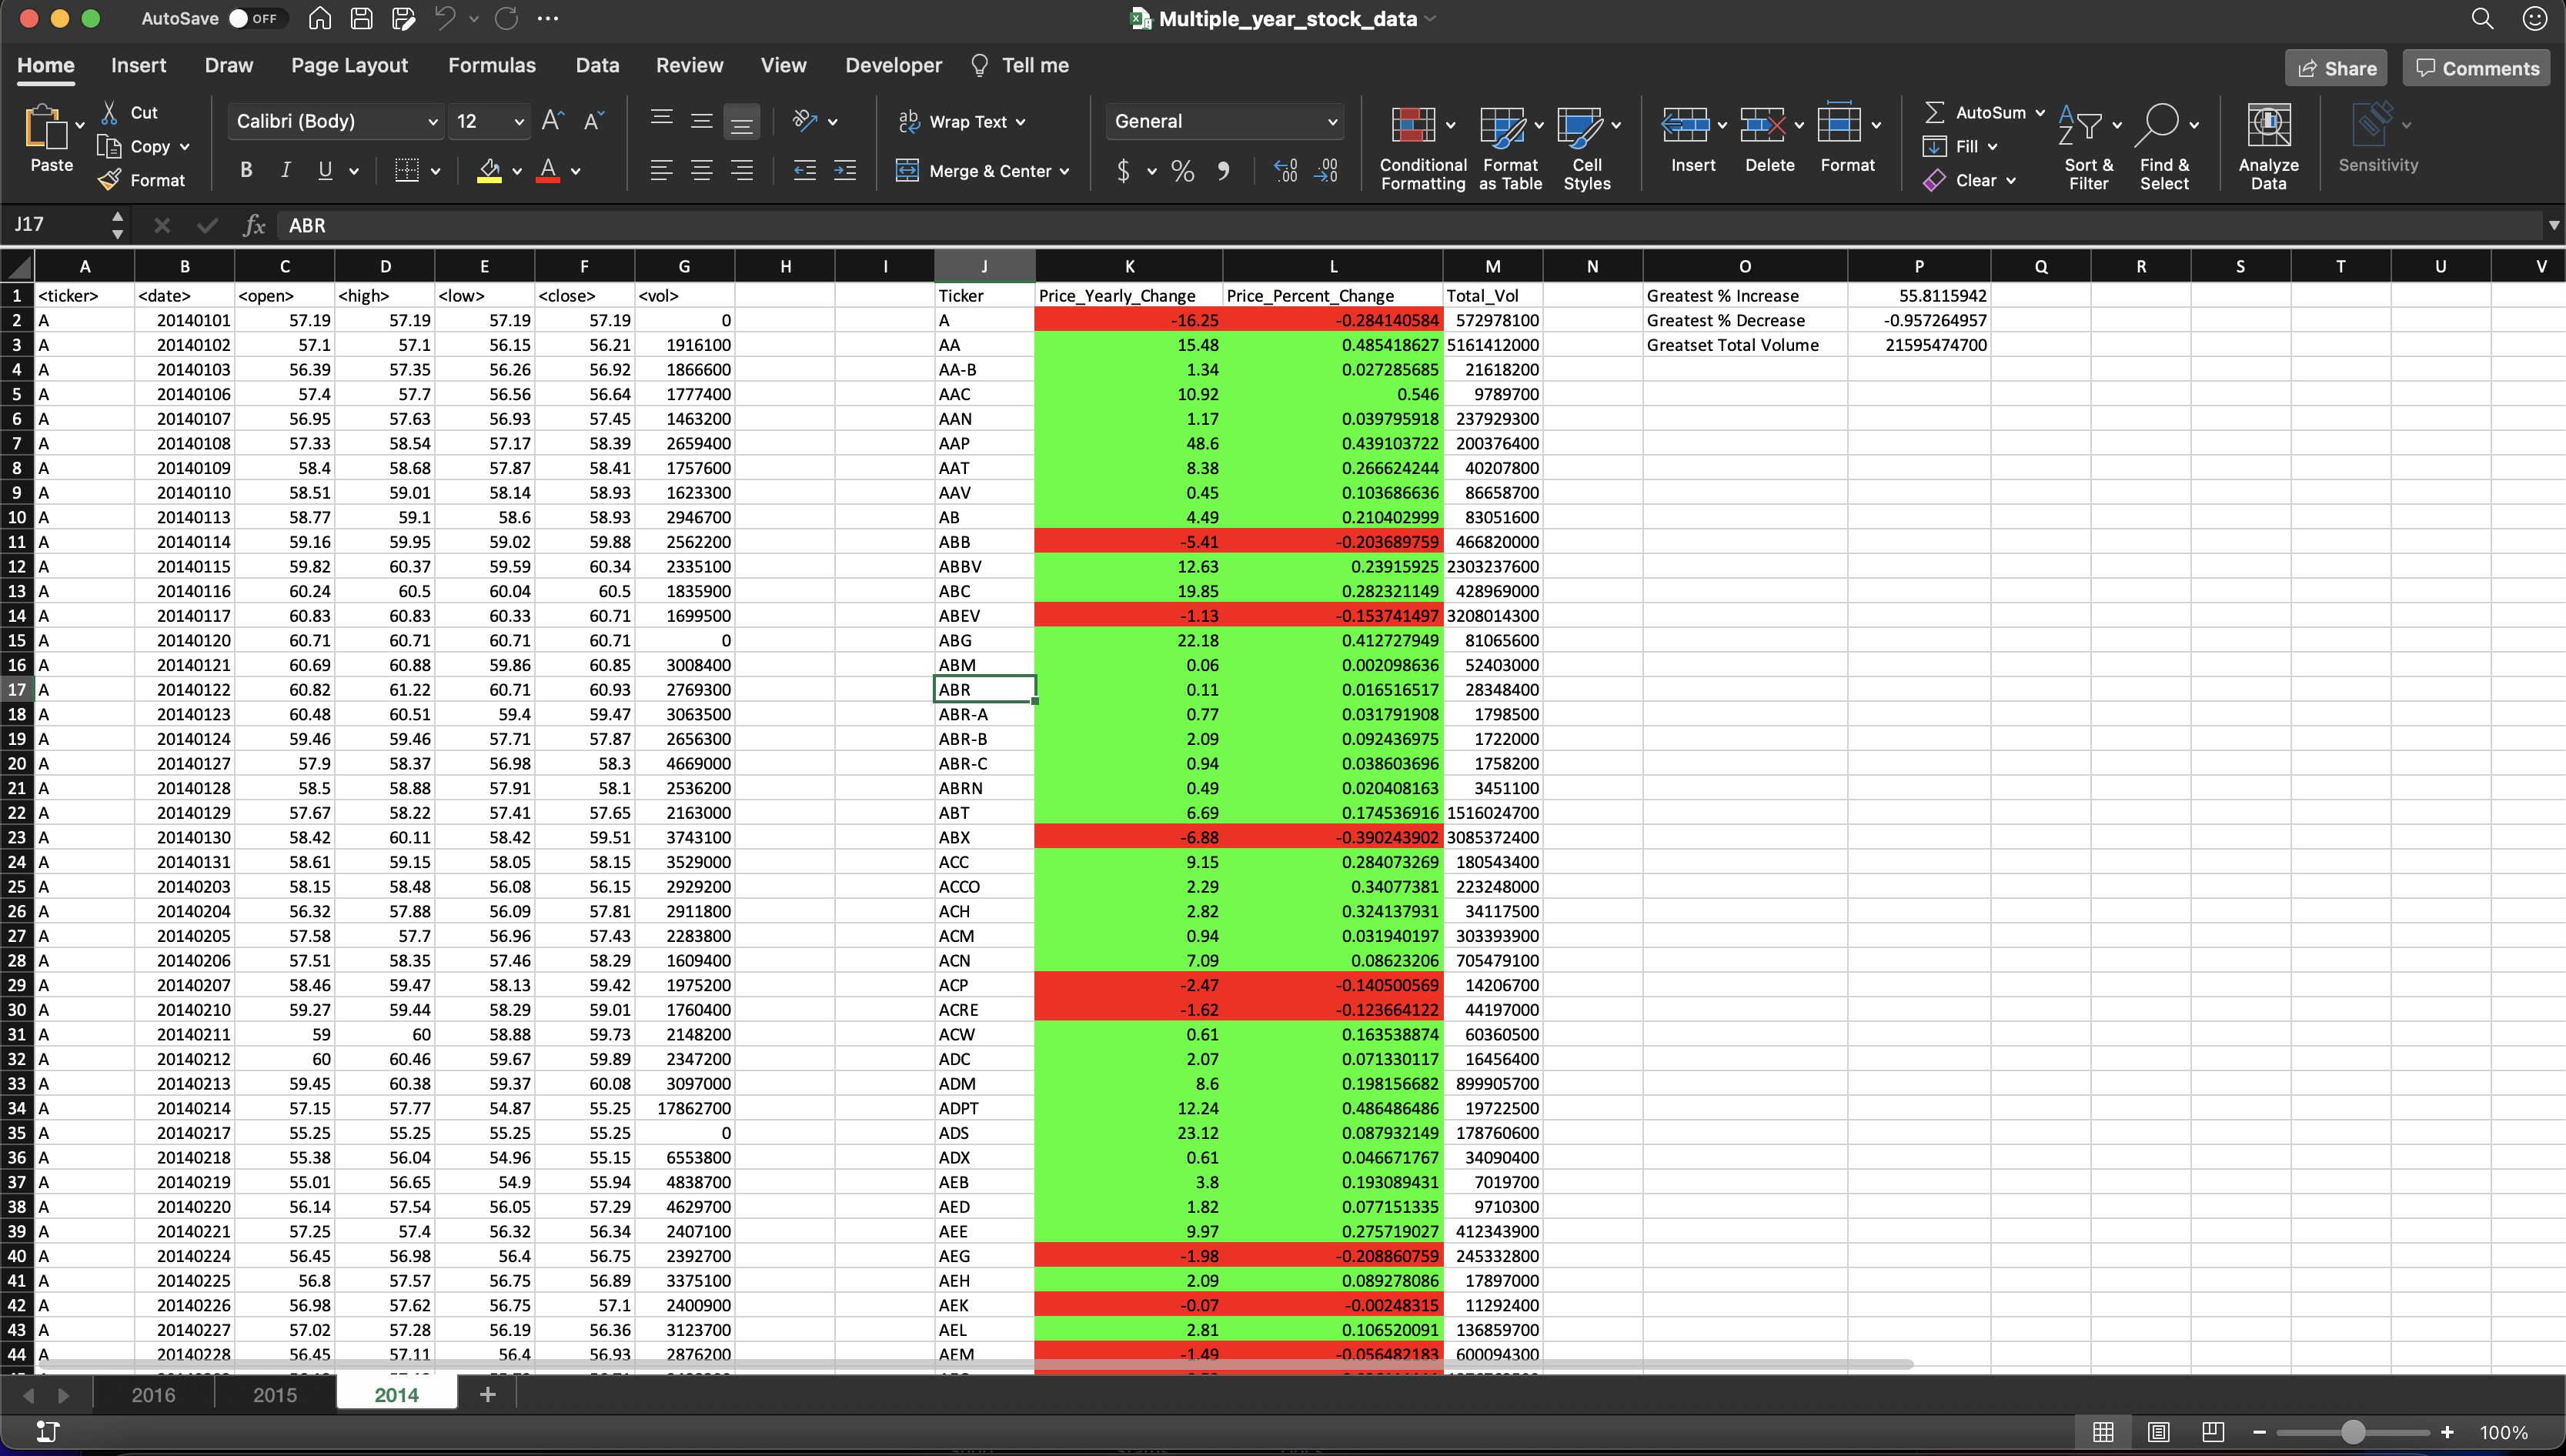 AutoSave OFF Multiple_year_stock_data
Home Insert Draw Page Layout Formulas Data Review View Developer Tell me Share Comments
Paste Cut Copy Format Calibri (Body) 12 Wrap Text Merge & Center General Conditional Formatting Format as Table Cell Styles Insert Delete Format AutoSum Fill Clear Sort & Filter Find & Select Analyze Data Sensitivity
J17 fx ABR
A B C D E F G H I J K L M N O P Q R S T U V
1 <ticker> <date> <open> <high> <low> <close> <vol> Ticker Price_Yearly_Change Price_Percent_Change Total_Vol Greatest % Increase 55.8115942
2 A 20140101 57.19 57.19 57.19 57.19 0 A -16.25 -0.284140584 572978100 Greatest % Decrease -0.957264957
3 A 20140102 57.1 57.1 56.15 56.21 1916100 AA 15.48 0.485418627 5161412000 Greatset Total Volume 21595474700
4 A 20140103 56.39 57.35 56.26 56.92 1866600 AA-B 1.34 0.027285685 21618200
5 A 20140106 57.4 57.7 56.56 56.64 1777400 AAC 10.92 0.546 9789700
6 A 20140107 56.95 57.63 56.93 57.45 1463200 AAN 1.17 0.039795918 237929300
7 A 20140108 57.33 58.54 57.17 58.39 2659400 AAP 48.6 0.439103722 200376400
8 A 20140109 58.4 58.68 57.87 58.41 1757600 AAT 8.38 0.266624244 40207800
9 A 20140110 58.51 59.01 58.14 58.93 1623300 AAV 0.45 0.103686636 86658700
10 A 20140113 58.77 59.1 58.6 58.93 2946700 AB 4.49 0.210402999 83051600
11 A 20140114 59.16 59.95 59.02 59.88 2562200 ABB -5.41 -0.203689759 466820000
12 A 20140115 59.82 60.37 59.59 60.34 2335100 ABBV 12.63 0.23915925 2303237600
13 A 20140116 60.24 60.5 60.04 60.5 1835900 ABC 19.85 0.282321149 428969000
14 A 20140117 60.83 60.83 60.33 60.71 1699500 ABEV -1.13 -0.153741497 3208014300
15 A 20140120 60.71 60.71 60.71 60.71 0 ABG 22.18 0.412727949 81065600
16 A 20140121 60.69 60.88 59.86 60.85 3008400 ABM 0.06 0.002098636 52403000
17 A 20140122 60.82 61.22 60.71 60.93 2769300 ABR 0.11 0.016516517 28348400
18 A 20140123 60.48 60.51 59.4 59.47 3063500 ABR-A 0.77 0.031791908 1798500
19 A 20140124 59.46 59.46 57.71 57.87 2656300 ABR-B 2.09 0.092436975 1722000
20 A 20140127 57.9 58.37 56.98 58.3 4669000 ABR-C 0.94 0.038603696 1758200
21 A 20140128 58.5 58.88 57.91 58.1 2536200 ABRN 0.49 0.020408163 3451100
22 A 20140129 57.67 58.22 57.41 57.65 2163000 ABT 6.69 0.174536916 1516024700
23 A 20140130 58.42 60.11 58.42 59.51 3743100 ABX -6.88 -0.390243902 3085372400
24 A 20140131 58.61 59.15 58.05 58.15 3529000 ACC 9.15 0.284073269 180543400
25 A 20140203 58.15 58.48 56.08 56.15 2929200 ACCO 2.29 0.34077381 223248000
26 A 20140204 56.32 57.88 56.09 57.81 2911800 ACH 2.82 0.324137931 34117500
27 A 20140205 57.58 57.7 56.96 57.43 2283800 ACM 0.94 0.031940197 303393900
28 A 20140206 57.51 58.35 57.46 58.29 1609400 ACN 7.09 0.08623206 705479100
29 A 20140207 58.46 59.47 58.13 59.42 1975200 ACP -2.47 -0.140500569 14206700
30 A 20140210 59.27 59.44 58.29 59.01 1760400 ACRE -1.62 -0.123664122 44197000
31 A 20140211 59 60 58.88 59.73 2148200 ACW 0.61 0.163538874 60360500
32 A 20140212 60 60.46 59.67 59.89 2347200 ADC 2.07 0.071330117 16456400
33 A 20140213 59.45 60.38 59.37 60.08 3097000 ADM 8.6 0.198156682 899905700
34 A 20140214 57.15 57.77 54.87 55.25 17862700 ADPT 12.24 0.486486486 19722500
35 A 20140217 55.25 55.25 55.25 55.25 0 ADS 23.12 0.087932149 178760600
36 A 20140218 55.38 56.04 54.96 55.15 6553800 ADX 0.61 0.046671767 34090400
37 A 20140219 55.01 56.65 54.9 55.94 4838700 AEB 3.8 0.193089431 7019700
38 A 20140220 56.14 57.54 56.05 57.29 4629700 AED 1.82 0.077151335 9710300
39 A 20140221 57.25 57.4 56.32 56.34 2407100 AEE 9.97 0.275719027 412343900
40 A 20140224 56.45 56.98 56.4 56.75 2392700 AEG -1.98 -0.208860759 245332800
41 A 20140225 56.8 57.57 56.75 56.89 3375100 AEH 2.09 0.089278086 17897000
42 A 20140226 56.98 57.62 56.75 57.1 2400900 AEK -0.07 -0.00248315 11292400
43 A 20140227 57.02 57.28 56.19 56.36 3123700 AEL 2.81 0.106520091 136859700
44 A 20140228 56.45 57.11 56.4 56.93 2876200 AEM -1.49 -0.056482183 600094300
2016 2015 2014
100%